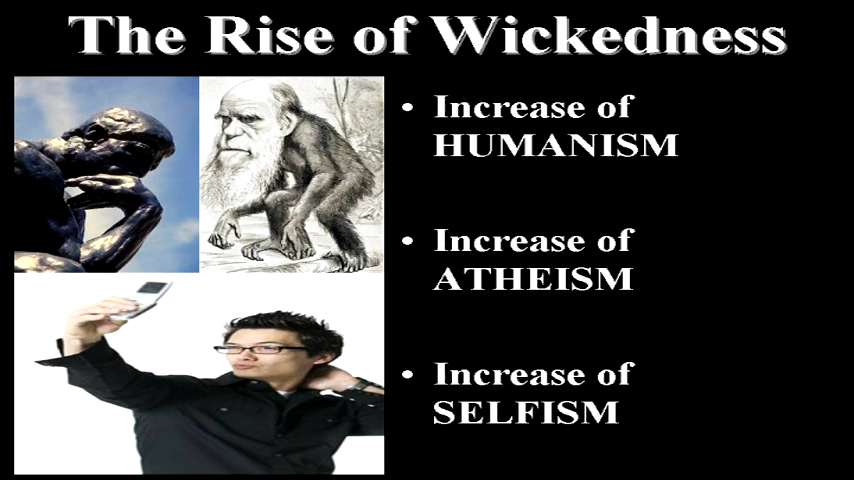 The Rise of Wickedness
• Increase of
HUMANISM
• Increase of
ATHEISM
• Increase of
SELFISM